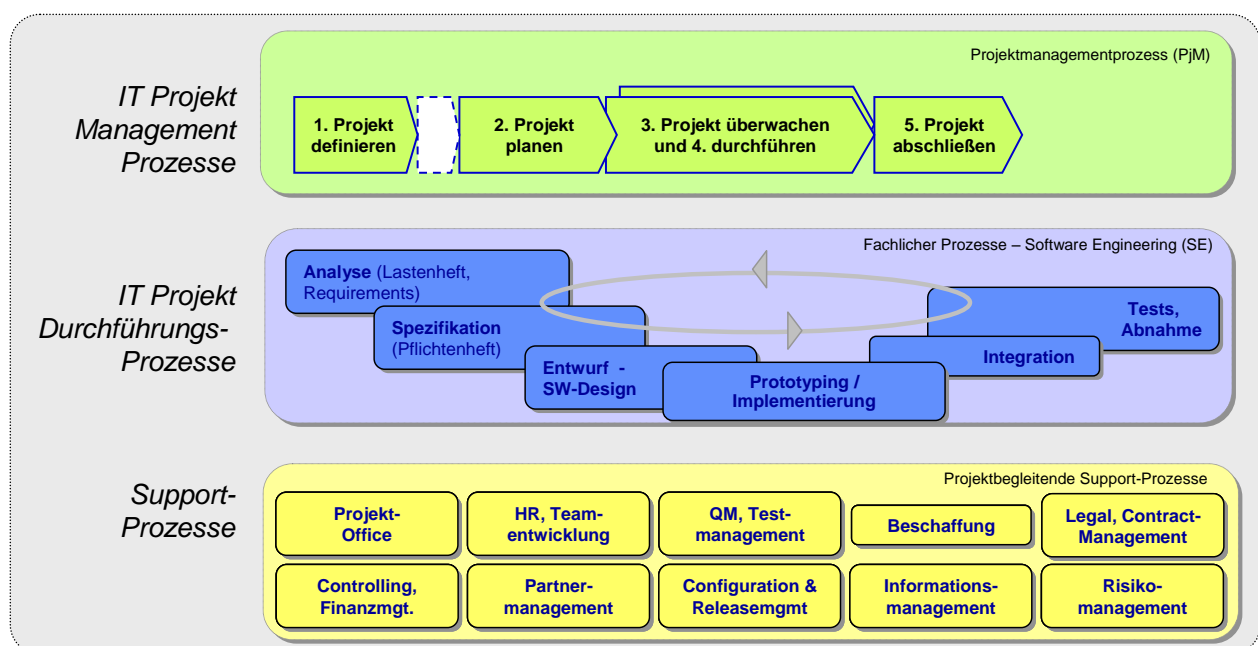 IT Projekt
Management
Prozesse
Projektmanagementprozess (PjM)
1. Projekt
definieren
2. Projekt
planen
3. Projekt überwachen
und 4. durchführen
5. Projekt
abschließen
IT Projekt
Durchführungs-
Prozesse
Fachlicher Prozesse – Software Engineering (SE)
Analyse (Lastenheft,
Requirements)
Spezifikation
(Pflichtenheft)
Entwurf -
SW-Design
Prototyping /
Implementierung
Integration
Tests,
Abnahme
Support-
Prozesse
Projektbegleitende Support-Prozesse
Projekt-
Office
HR, Team-
entwicklung
QM, Test-
management
Beschaffung
Legal, Contract-
Management
Controlling,
Finanzmgt.
Partner-
management
Configuration &
Releasemgmt
Informations-
management
Risiko-
management